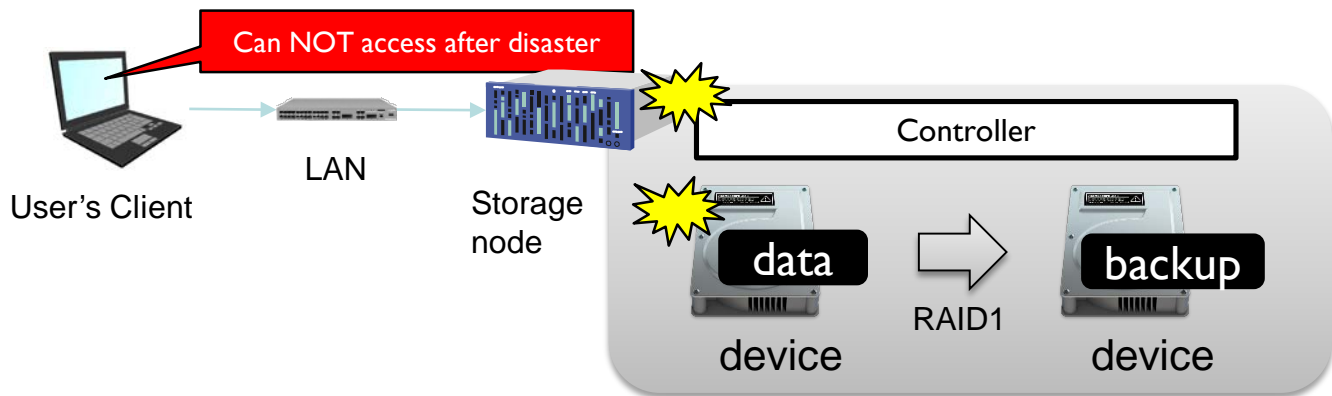 Can NOT access after disaster
Controller
LAN
User's Client
Storage
node
data
backup
RAID1
device
device